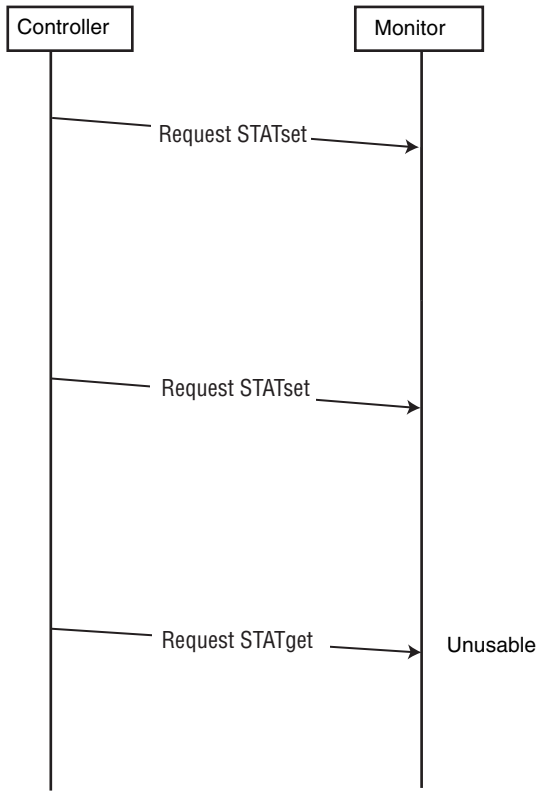 Controller
Monitor
Request STATset
Request STATset
Request STATget
Unusable